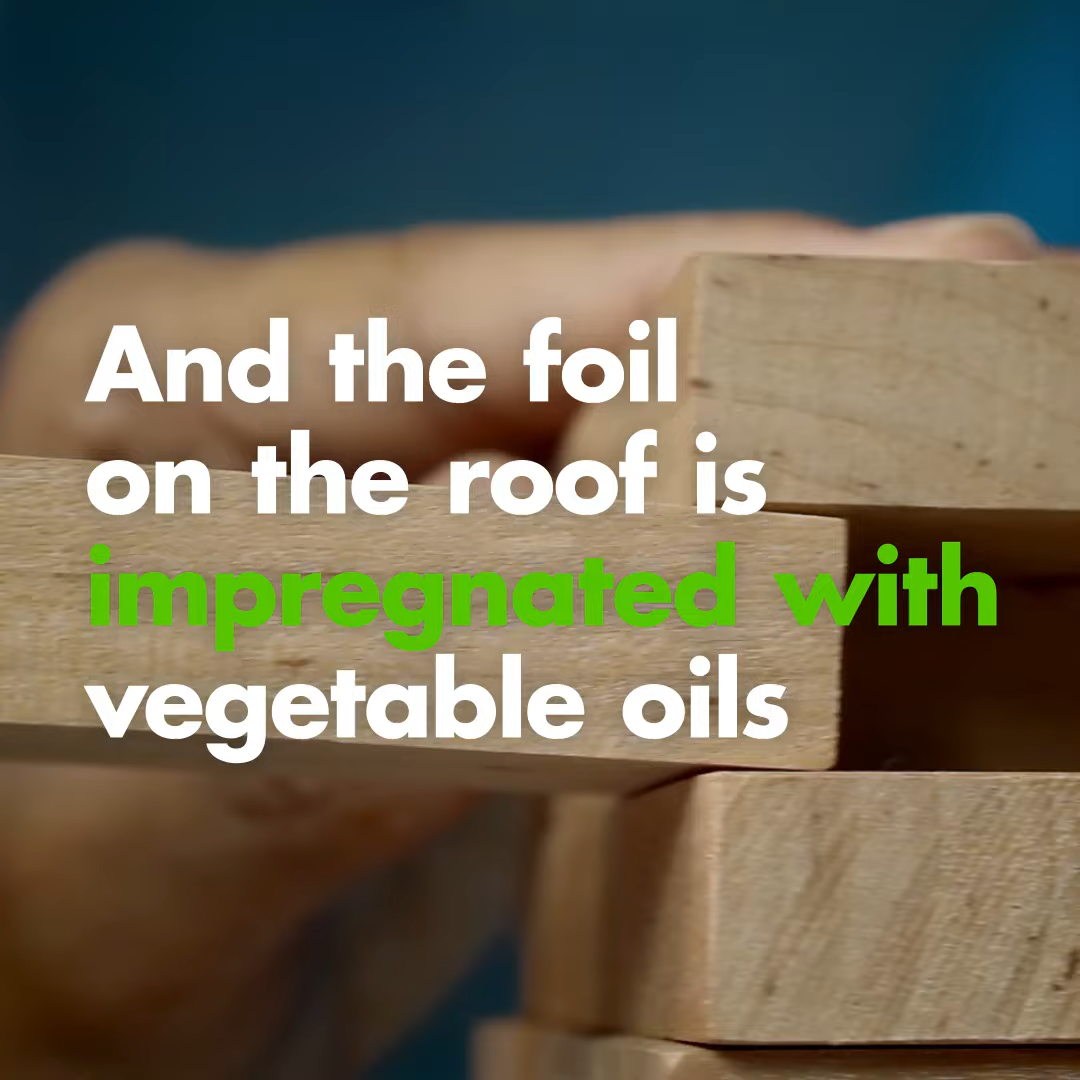 And the foil
on the roof is
impregnated with
vegetable oils